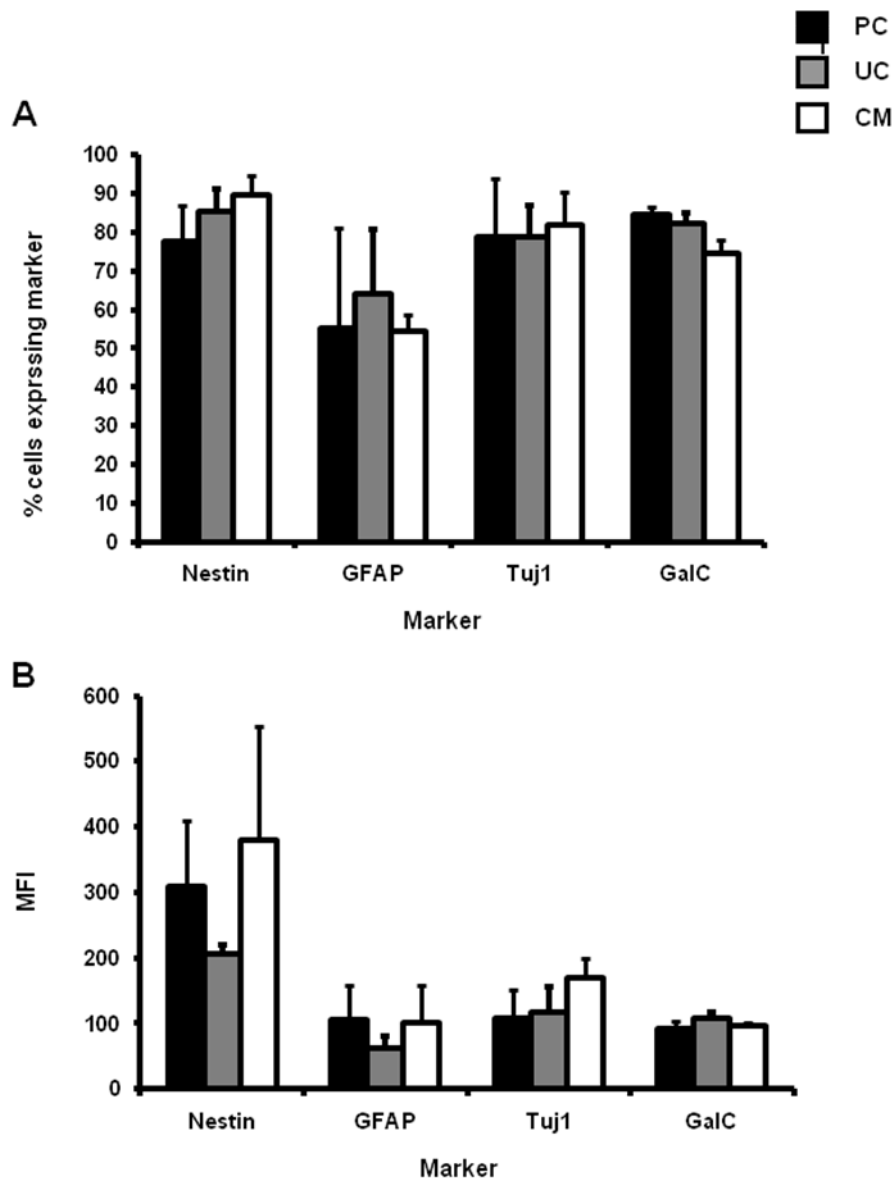 PC
UC
CM
A
100
90
80
70
60
50
40
30
20
10
0
% cells exprssing marker
Nestin GFAP Tuj1 GalC
Marker
B
600
500
400
300
200
100
0
MFI
Nestin GFAP Tuj1 GalC
Marker